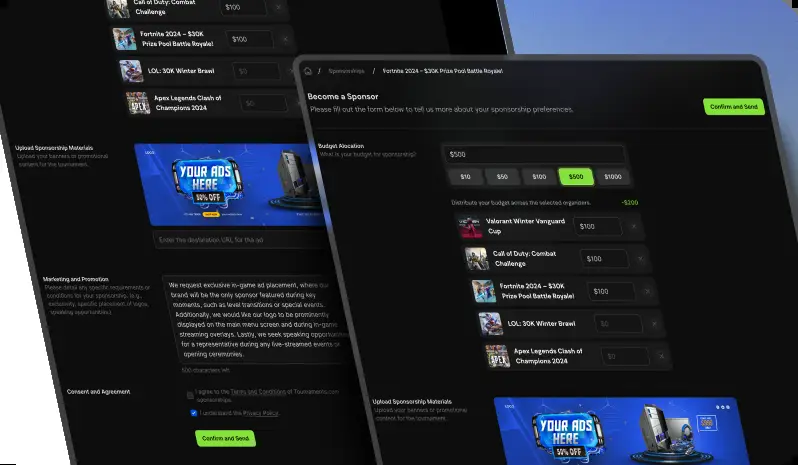 Call of Duty: Combat
Challenge
$100
Fortnite 2024 – $30K
Prize Pool Battle Royale!
$100
LOL: 30K Winter Brawl
$0
Apex Legends Clash of
Champions 2024
$0
Upload Sponsorship Materials
Upload your banners or promotional
content for the tournament.
YOUR ADS
HERE
50% OFF
Enter the destination URL for the ad
Marketing and Promotion
Please detail any specific requirements or
conditions for your sponsorship. (e.g.,
exclusivity, specific placement of logos,
speaking opportunities).
We request exclusive in-game ad placement, where our
brand will be the only sponsor featured during key
moments, such as level transitions or special events.
Additionally, we would like our logo to be prominently
displayed on the main menu screen and during in-game
streaming overlays. Lastly, we seek speaking opportunities
for a representative during any live-streamed events or
opening ceremonies.
500 characters left
Consent and Agreement
I agree to the Terms and Condition of Tournaments.com
sponsorships.
I understand the Privacy Policy.
Confirm and Send
/ Sponsorships / Fortnite 2024 – $30K Prize Pool Battle Royale!
Become a Sponsor
Please fill out the form below to tell us more about your sponsorship preferences.
Confirm and Send
Budget Allocation
What is your budget for sponsorship?
$500
$10 $50 $100 $500 $1000
Distribute your budget across the selected organizers.
-$200
Valorant Winter Vanguard
Cup
$100
Call of Duty: Combat
Challenge
$100
Fortnite 2024 – $30K
Prize Pool Battle Royale!
$100
LOL: 30K Winter Brawl
$0
Apex Legends Clash of
Champions 2024
$0
Upload Sponsorship Materials
Upload your banners or promotional
content for the tournament.
YOUR ADS
HERE
50% OFF